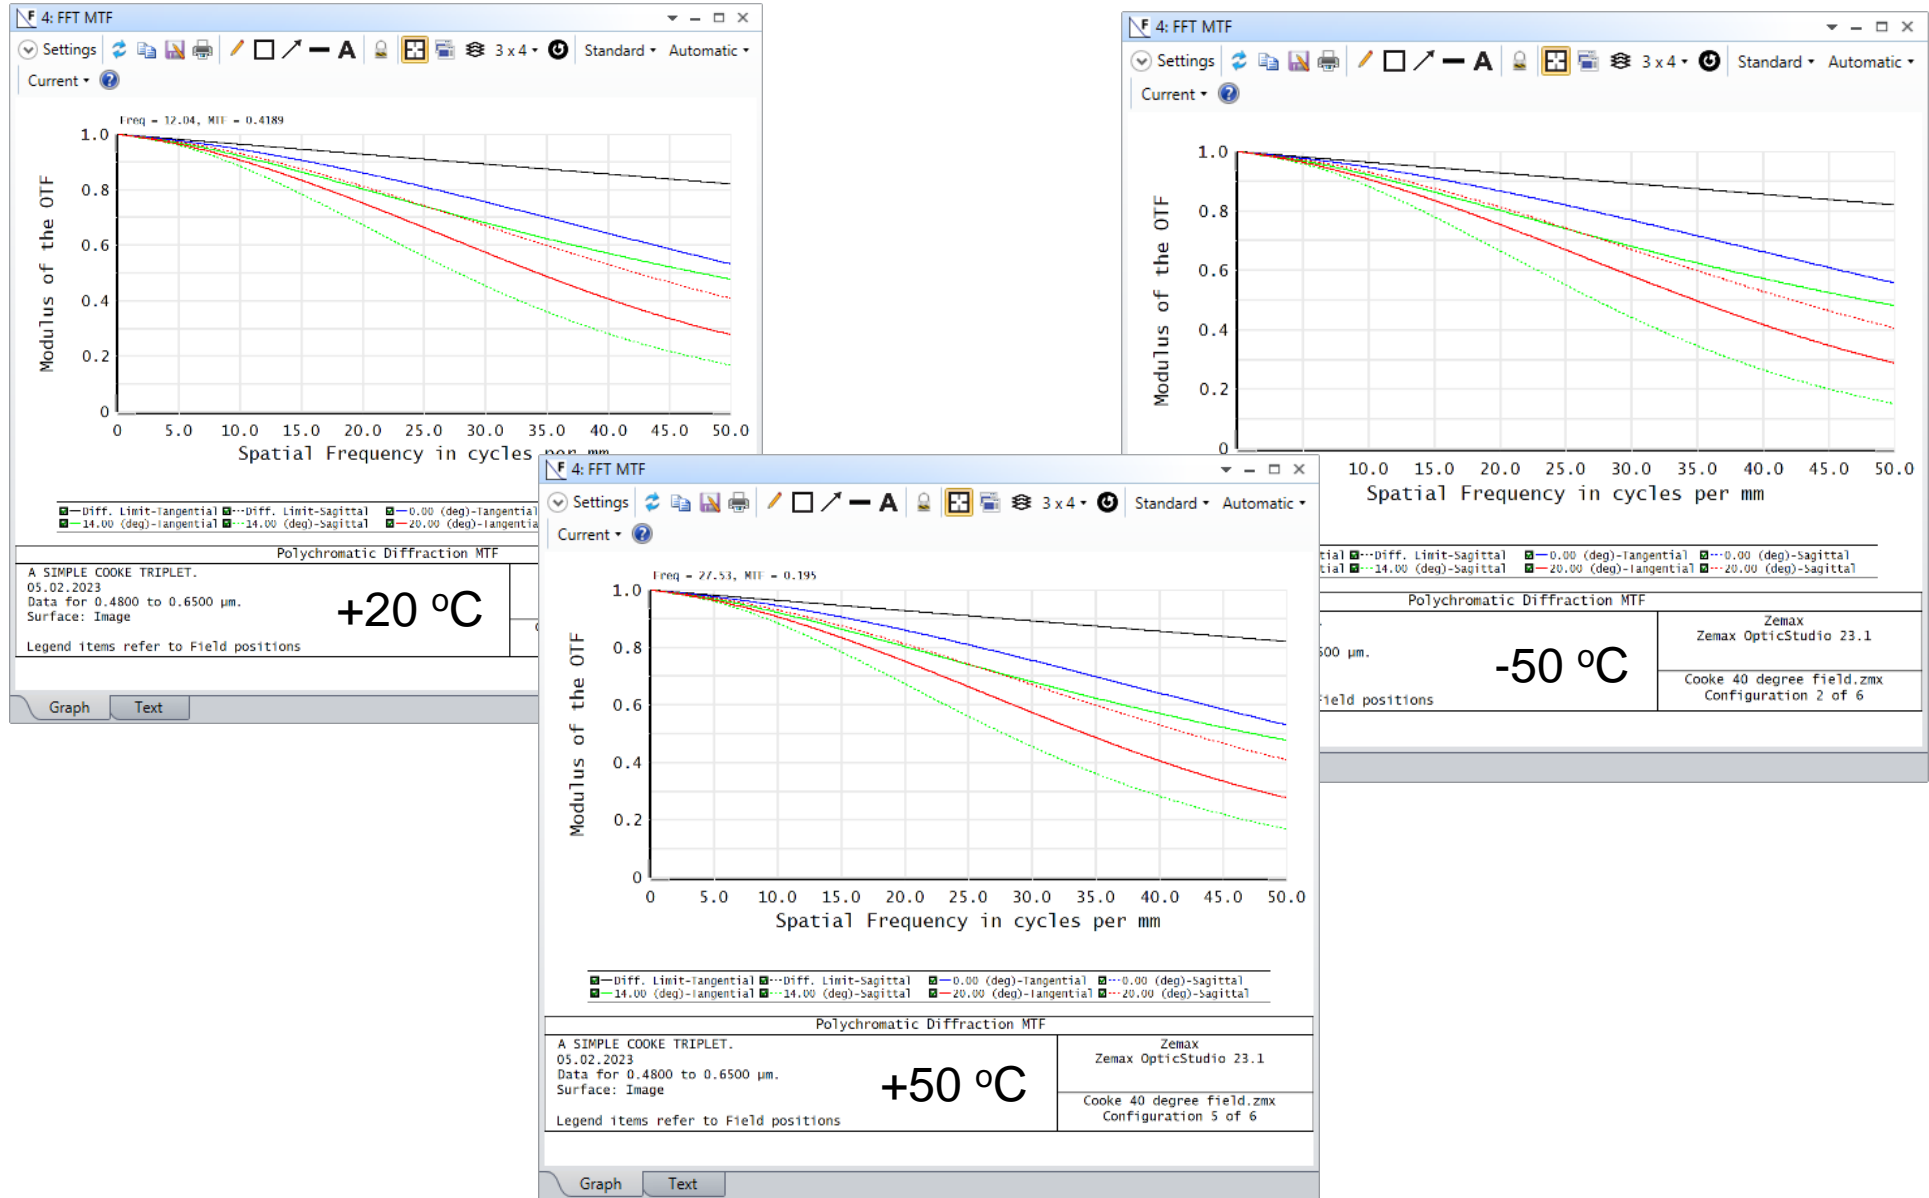 4: FFT MTF
Settings
3 x 4
Standard
Automatic
Current
Freq = 12.04, MTF = 0.4189
1.0
0.8
0.6
0.4
0.2
0
Modulus of the OTF
0 5.0 10.0 15.0 20.0 25.0 30.0 35.0 40.0 45.0 50.0
Spatial Frequency in cycles per mm
Diff. Limit-Tangential Diff. Limit-Sagittal 0.00 (deg)-Tangential
14.00 (deg)-Tangential 14.00 (deg)-Sagittal 20.00 (deg)-Tangentia
Polychromatic Diffraction MTF
A SIMPLE COOKE TRIPLET.
05.02.2023
Data for 0.4800 to 0.6500 µm.
Surface: Image
Legend items refer to Field positions
+20 ºC
Graph
Text
4: FFT MTF
Settings
3 x 4
Standard
Automatic
Current
1.0
0.8
0.6
0.4
0.2
0
Modulus of the OTF
10.0 15.0 20.0 25.0 30.0 35.0 40.0 45.0 50.0
Spatial Frequency in cycles per mm
tial Diff. Limit-Sagittal 0.00 (deg)-Tangential 0.00 (deg)-Sagittal
tial 14.00 (deg)-Sagittal 20.00 (deg)-Tangential 20.00 (deg)-Sagittal
Polychromatic Diffraction MTF
500 µm.
ield positions
-50 ºC
Zemax
Zemax OpticStudio 23.1
Cooke 40 degree field.zmx
Configuration 2 of 6
4: FFT MTF
Settings
3 x 4
Standard
Automatic
Current
Freq = 27.53, MTF = 0.195
1.0
0.8
0.6
0.4
0.2
0
Modulus of the OTF
0 5.0 10.0 15.0 20.0 25.0 30.0 35.0 40.0 45.0 50.0
Spatial Frequency in cycles per mm
Diff. Limit-Tangential Diff. Limit-Sagittal 0.00 (deg)-Tangential 0.00 (deg)-Sagittal
14.00 (deg)-Tangential 14.00 (deg)-Sagittal 20.00 (deg)-Tangential 20.00 (deg)-Sagittal
Polychromatic Diffraction MTF
A SIMPLE COOKE TRIPLET.
05.02.2023
Data for 0.4800 to 0.6500 µm.
Surface: Image
Legend items refer to Field positions
+50 ºC
Zemax
Zemax OpticStudio 23.1
Cooke 40 degree field.zmx
Configuration 5 of 6
Graph
Text